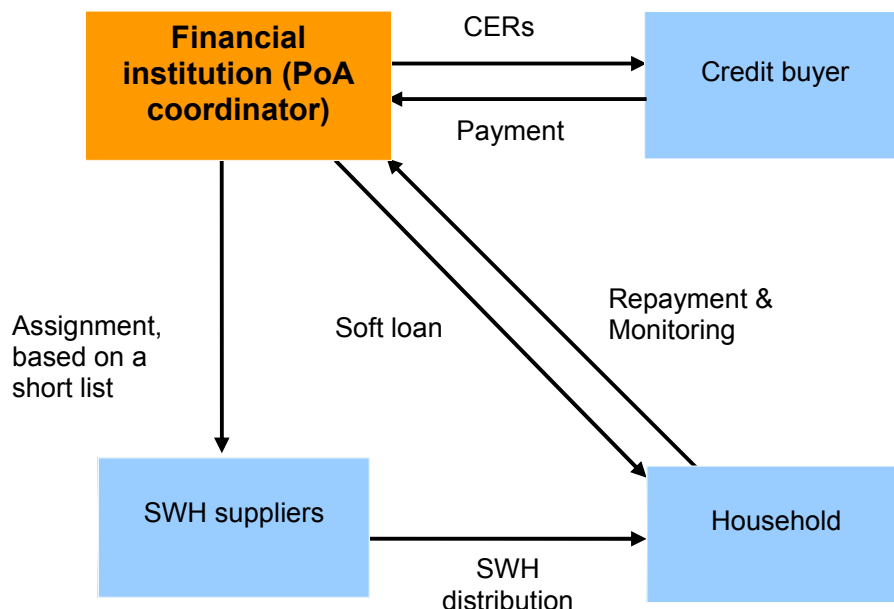 Financial
institution (PoA
coordinator)
CERs
Credit buyer
Payment
Assignment,
based on a
short list
Soft loan
Repayment &
Monitoring
SWH suppliers
Household
SWH
distribution